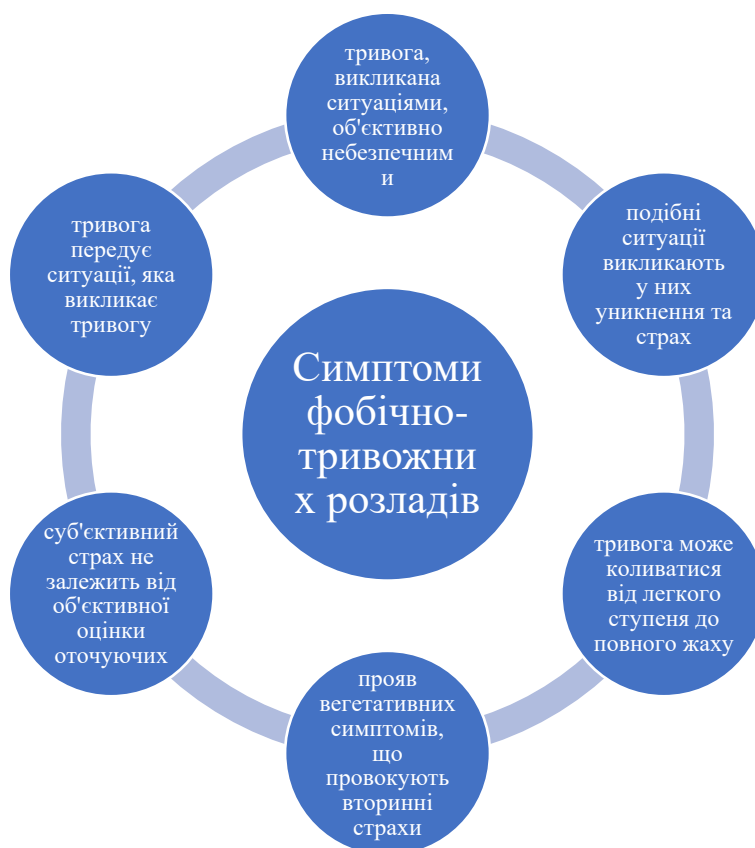 тривога,
викликана
ситуаціями,
об'єктивно
небезпечним
и
подібні
ситуації
викликають
у них
уникнення та
страх
тривога може
коливатися
від легкого
ступеня до
повного жаху
прояв
вегетативних
симптомів,
що
провокують
вторинні
страхи
суб'єктивний
страх не
залежить від
об'єктивної
оцінки
оточуючих
тривога
передує
ситуації, яка
викликає
тривогу
Симптоми
фобічно-
тривожни
х розладів